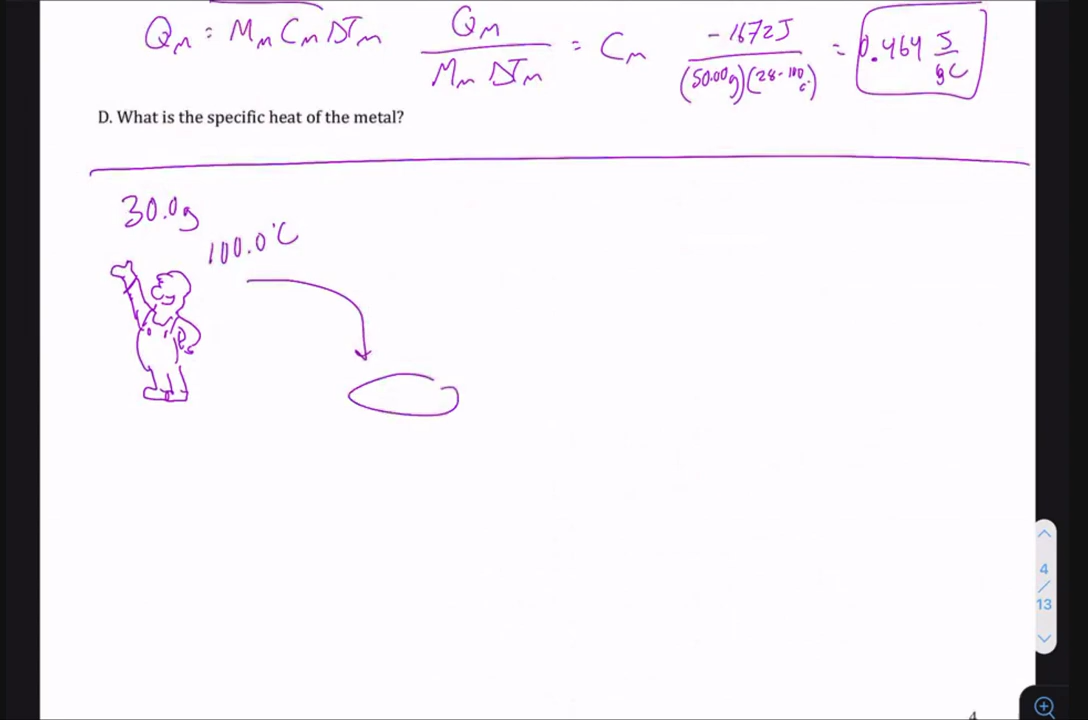 Qm = Mm Cm ΔTm   Qm / Mm ΔTm = Cm   -1672J / (50.00g)(28-100°C) = 0.464 J/gC
D. What is the specific heat of the metal?
30.0g
100.0°C
4
/
13
4